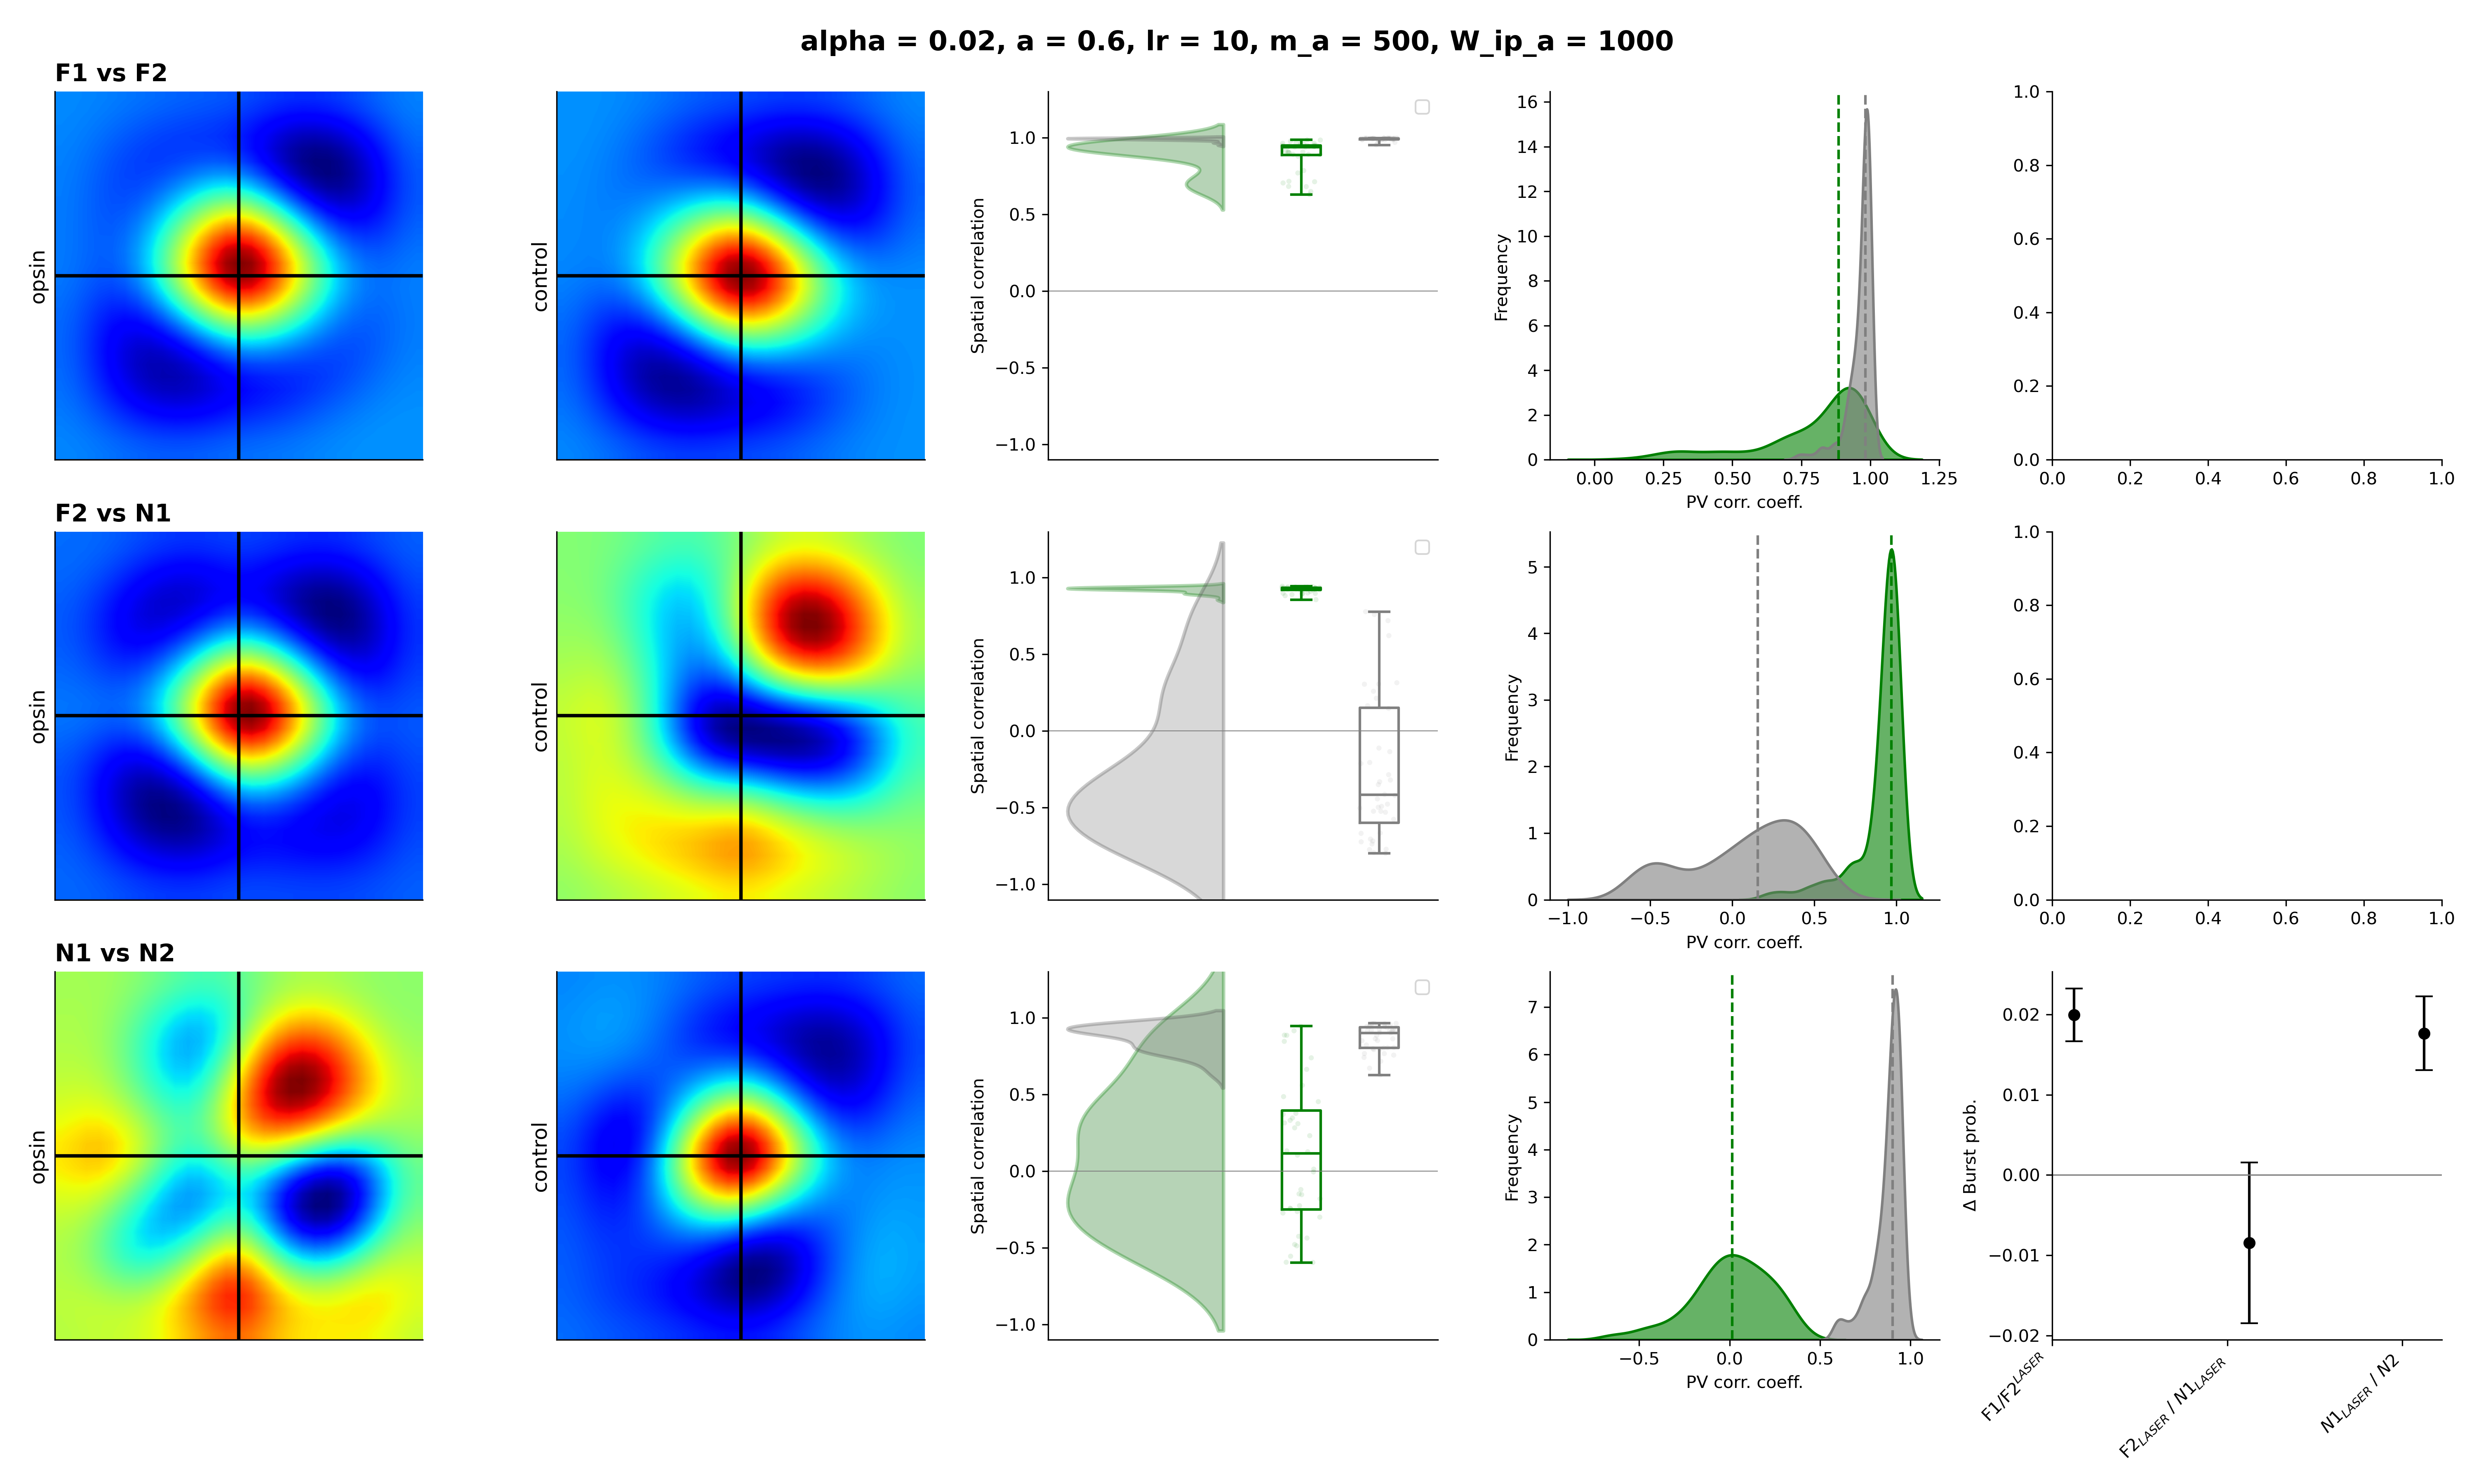 alpha = 0.02, a = 0.6, lr = 10, m_a = 500, W_ip_a = 1000
F1 vs F2
opsin
control
Spatial correlation
1.0
0.5
0.0
−0.5
−1.0
Frequency
16
14
12
10
8
6
4
2
0
0.00 0.25 0.50 0.75 1.00 1.25
PV corr. coeff.
1.0
0.8
0.6
0.4
0.2
0.0
0.0 0.2 0.4 0.6 0.8 1.0
F2 vs N1
opsin
control
Spatial correlation
1.0
0.5
0.0
−0.5
−1.0
Frequency
5
4
3
2
1
0
−1.0 −0.5 0.0 0.5 1.0
PV corr. coeff.
1.0
0.8
0.6
0.4
0.2
0.0
0.0 0.2 0.4 0.6 0.8 1.0
N1 vs N2
opsin
control
Spatial correlation
1.0
0.5
0.0
−0.5
−1.0
Frequency
7
6
5
4
3
2
1
0
−0.5 0.0 0.5 1.0
PV corr. coeff.
Δ Burst prob.
0.02
0.01
0.00
−0.01
−0.02
F1/F2^LASER
F2_LASER / N1_LASER
N1_LASER / N2